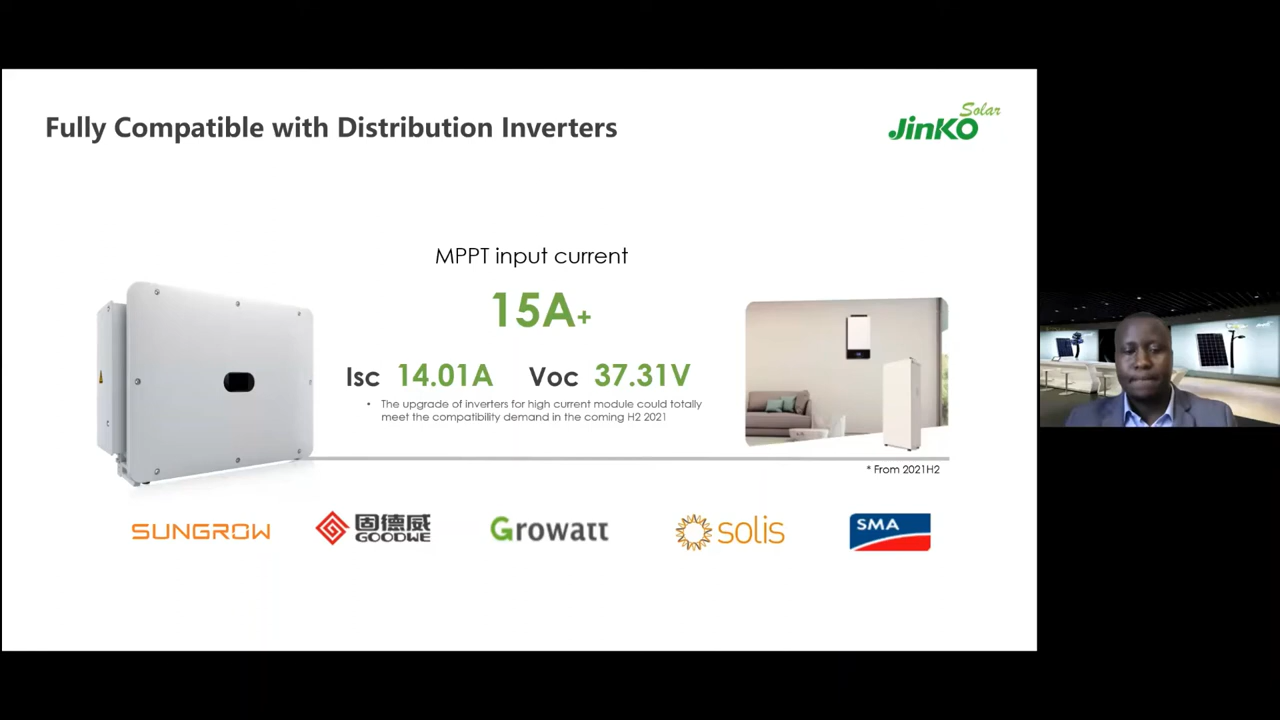 Fully Compatible with Distribution Inverters
Solar
JinKO
MPPT input current
15A+
Isc 14.01A Voc 37.31V
• The upgrade of inverters for high current module could totally
meet the compatibility demand in the coming H2 2021
* From 2021H2
SUNGROW
固德威
GOODWE
Growatt
solis
SMA